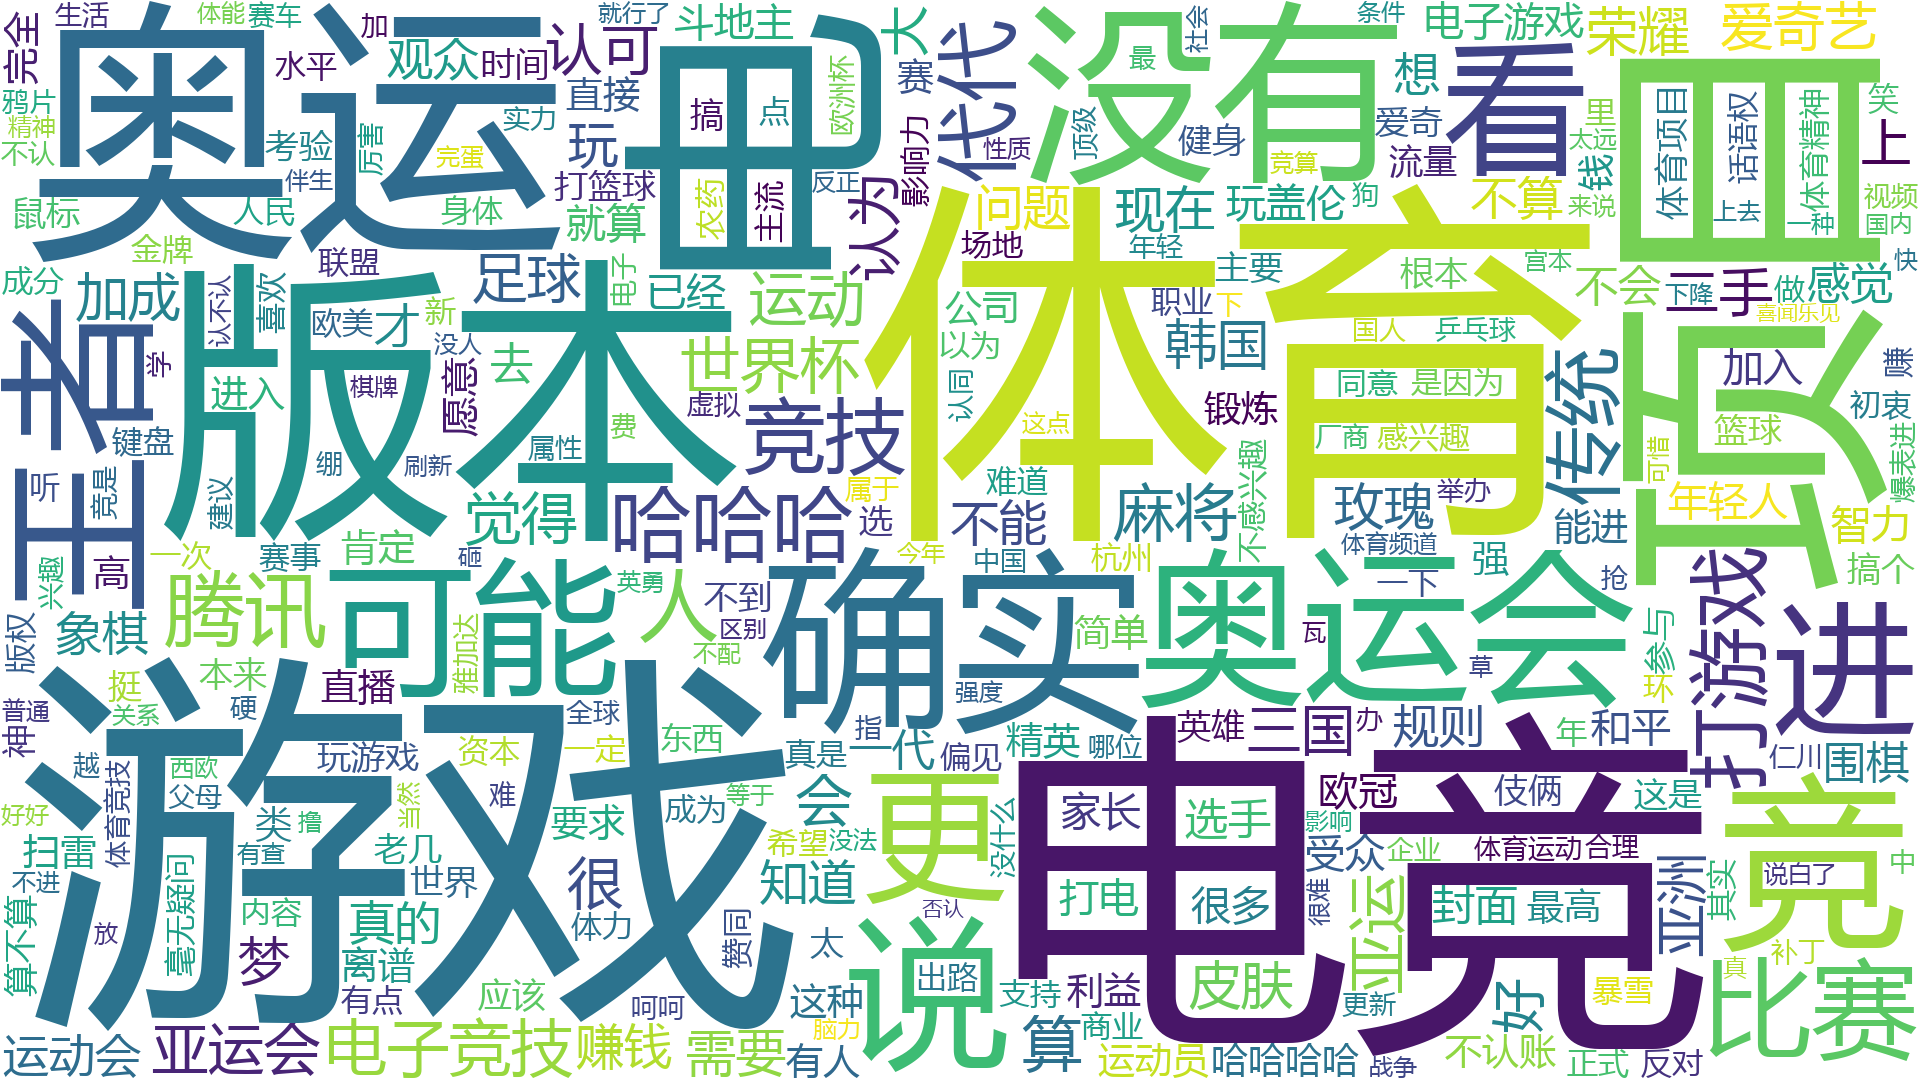 生活
体能
赛车
加
就行了
斗地主
大
社会
条件
电子游戏
荣耀
爱奇艺
完全
奥运
水平
观众
时间
认可
电
欧洲杯
赛
代代
没有
最
想
看
项目
笑
鸦片
精神
不认
考验
厉害
伴生
实力
完蛋
直接
玩
搞
点
影响力
性质
顶级
健身
竞算
爱奇
流量
里
太远
钱
体育项目
话语权
体育精神
上
鼠标
人民
身体
打篮球
就算
农药
主流
反正
认为
问题
现在
玩盖伦
狗
不算
来说
上去
一种
视频
国内
金牌
联盟
足球
电子
已经
运动
场地
年轻
主要
体育
根本
宫本
不会
下降
三手
做
感觉
快
成分
加成
认不认
喜欢
欧美
才
新
版本
公司
职业
下
国人
乒乓球
喜闻乐见
王者
学
没人
去
世界杯
以为
韩国
传统
加入
赚
进入
棋牌
愿意
虚拟
认同
锻炼
同意
是因为
初衷
键盘
绷
刷新
属性
费
竞技
这点
厂商
感兴趣
篮球
听
竞是
建议
觉得
哈哈哈
属于
选
难道
不能
麻将
不感兴趣
玫瑰
举办
可惜
年轻人
智力
爆表进
能进
兴趣
高
一次
赛事
肯定
砸
今年
中国
杭州
体育频道
强
搞个
版权
象棋
腾讯
可能
英勇
人
不到
区别
不配
确实
简单
奥运会
一下
抢
瓦
草
参与
环
打游戏
进
神
普通
挺
关系
本来
硬
直播
雅加达
全球
东西
指
一代
强度
偏见
精英
哪位
英雄
三国
办
规则
年
和平
仁川
围棋
游戏
越
西欧
父母
玩游戏
资本
一定
难
真是
会
更
没什么
电竞
家长
选手
欧冠
伎俩
这是
竞
好好
扫雷
体育竞技
类
撸
当然
要求
成为
等于
希望
没法
影响
受众
企业
体育运动
合理
中
不进
有查
老几
世界
很
知道
否认
打电
很多
很难
亚运
封面
最高
亚洲
其实
说白了
算不算
毫无疑问
内容
真的
体力
赞同
太
说
出路
放
梦
离谱
有点
应该
呵呵
这种
脑力
支持
利益
皮肤
更新
好
暴雪
真
补丁
比赛
运动会
亚运会
电子竞技
赚钱
需要
有人
算
商业
运动员
哈哈哈哈
战争
不认账
正式
反对